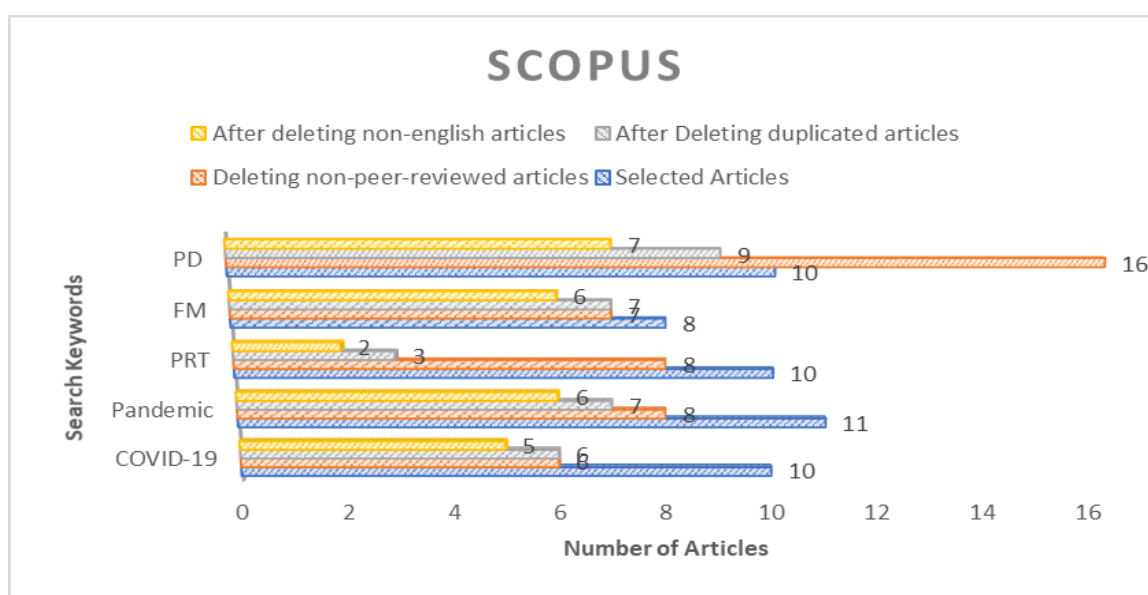 SCOPUS
After deleting non-english articles After Deleting duplicated articles
Deleting non-peer-reviewed articles Selected Articles
Search Keywords
PD
7
9
16
10
FM
6
7
7
8
PRT
2
3
8
10
Pandemic
6
7
8
11
COVID-19
5
6
6
10
0 2 4 6 8 10 12 14 16
Number of Articles